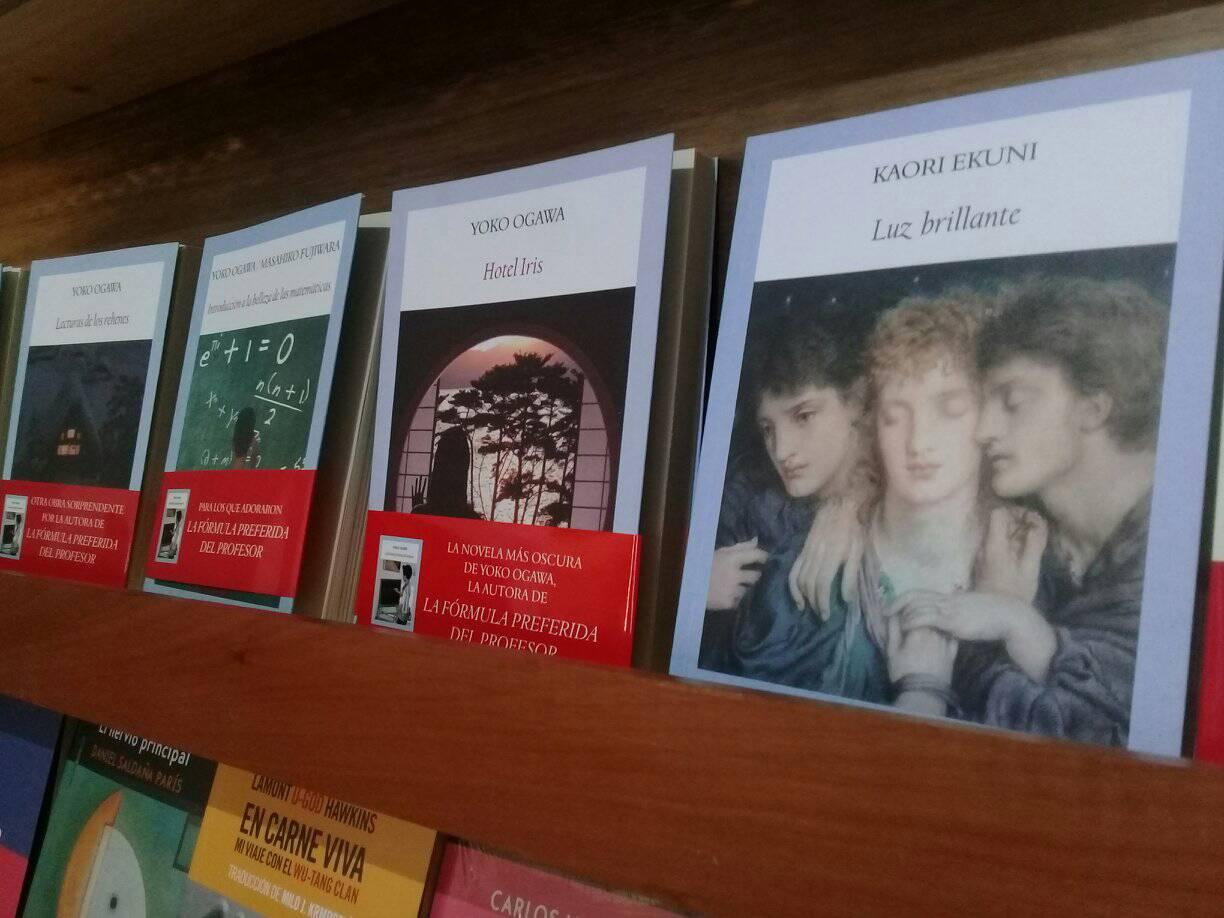 YOKO OGAWA
Lecturas de los rehenes
OTRA OBRA SORPRENDENTE
POR LA AUTORA DE
LA FÓRMULA PREFERIDA
DEL PROFESOR
YOKO OGAWA / MASAHIKO FUJIWARA
Introducción a la belleza de las matemáticas
e^πi + 1 = 0
n(n+1)
2
PARA LOS QUE ADORARON
LA FÓRMULA PREFERIDA
DEL PROFESOR
YOKO OGAWA
Hotel Iris
LA NOVELA MÁS OSCURA
DE YOKO OGAWA,
LA AUTORA DE
LA FÓRMULA PREFERIDA
DEL PROFESOR
KAORI EKUNI
Luz brillante
El nervio principal
DANIEL SALDAÑA PARÍS
LAMONT U-GOD HAWKINS
EN CARNE VIVA
MI VIAJE CON EL WU-TANG CLAN
TRADUCCIÓN DE MILO J.
CARLOS